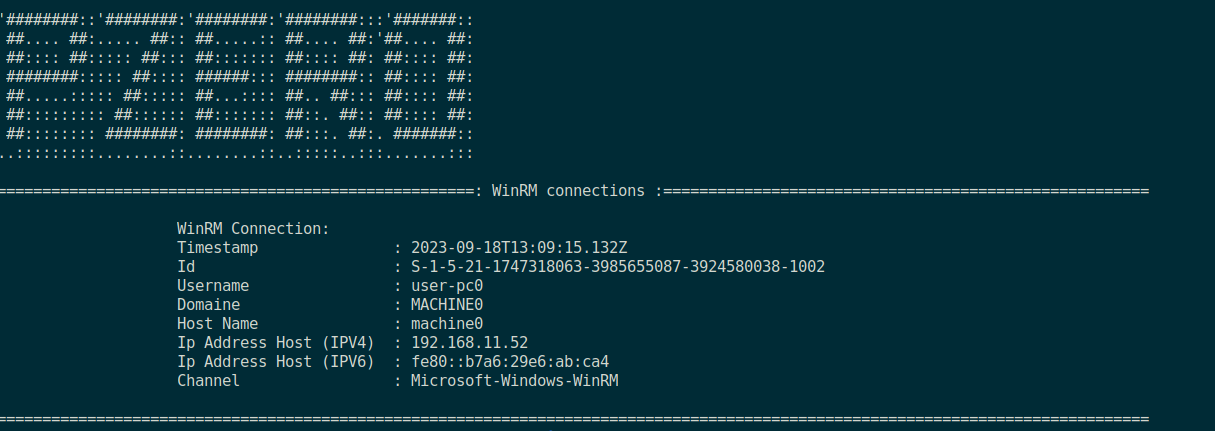 '########::'########:'########:'########:::'#######::
##.... ##:..... ##:: ##.....:: ##.... ##:'##.... ##:
##:::: ##::::: ##::: ##::::::: ##:::: ##: ##:::: ##:
########::::: ##:::: ######::: ########:: ##:::: ##:
##.....::::: ##::::: ##...:::: ##.. ##::: ##:::: ##:
##::::::::: ##:::::: ##::::::: ##::. ##:: ##:::: ##:
##:::::::: ########: ########: ##:::. ##:. #######::
..:::::::::........::........::..:::::..:::.......:::
=====================================================: WinRM connections :======================================================
WinRM Connection:
Timestamp : 2023-09-18T13:09:15.132Z
Id : S-1-5-21-1747318063-3985655087-3924580038-1002
Username : user-pc0
Domaine : MACHINE0
Host Name : machine0
Ip Address Host (IPV4) : 192.168.11.52
Ip Address Host (IPV6) : fe80::b7a6:29e6:ab:ca4
Channel : Microsoft-Windows-WinRM
================================================================================================================================